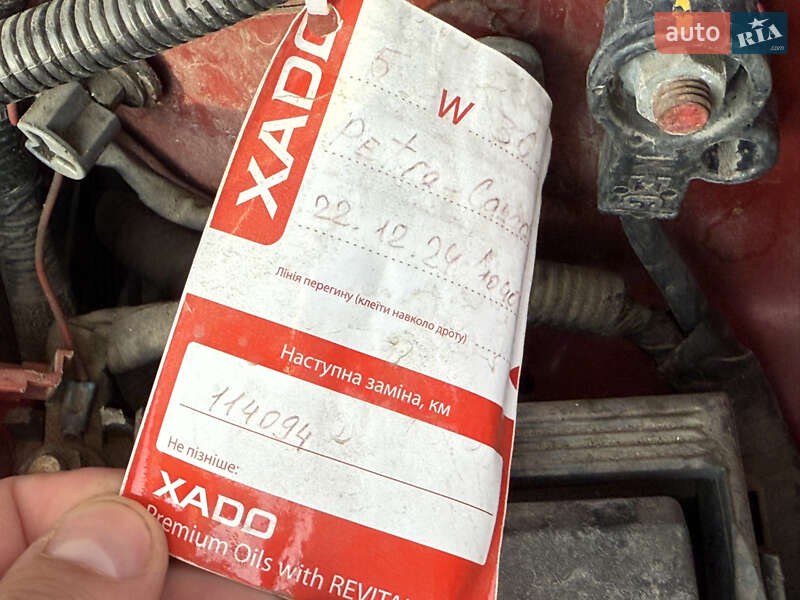 auto RIA.com
XADO
5 W 30
Petro-Canada
22.12.24
Лінія перегину (клеїти навколо дроту)
Наступна заміна, км
114094
Не пізніше:
XADO
Premium Oils with REVITA